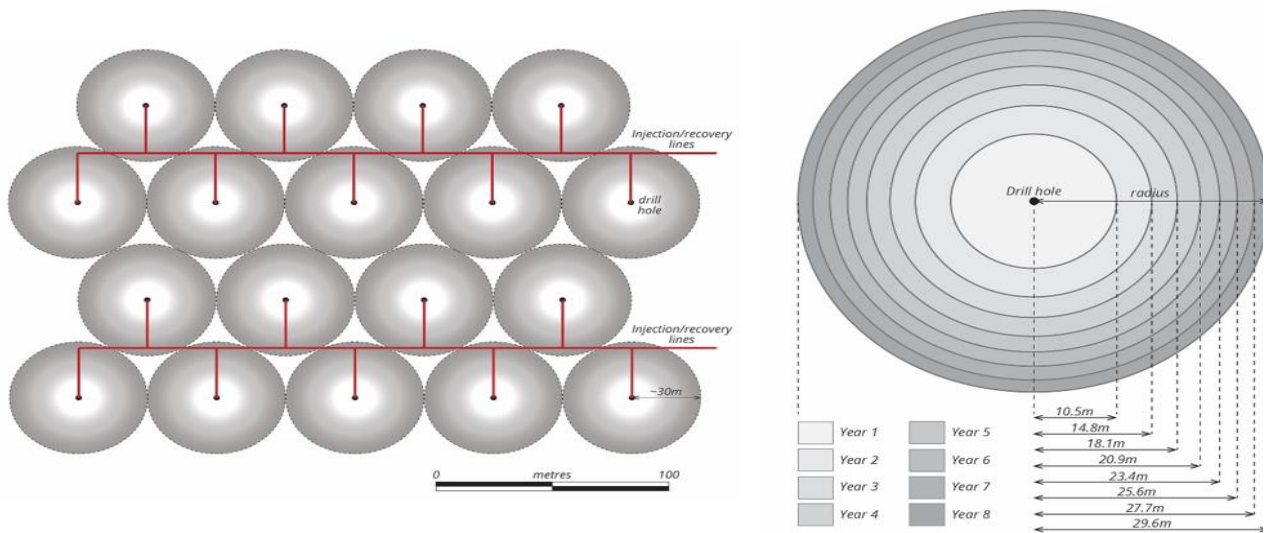 Injection/recovery
lines
drill
hole
Injection/recovery
lines
~30m
0 metres 100
Drill hole
radius
Year 1
Year 2
Year 3
Year 4
Year 5
Year 6
Year 7
Year 8
10.5m
14.8m
18.1m
20.9m
23.4m
25.6m
27.7m
29.6m